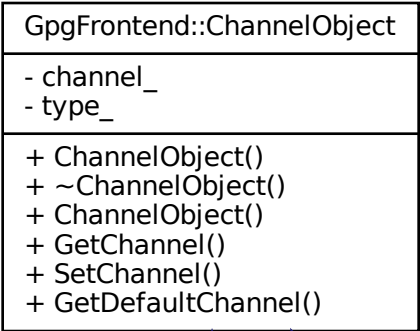 GpgFrontend::ChannelObject
- channel_
- type_
+ ChannelObject()
+ ~ChannelObject()
+ ChannelObject()
+ GetChannel()
+ SetChannel()
+ GetDefaultChannel()